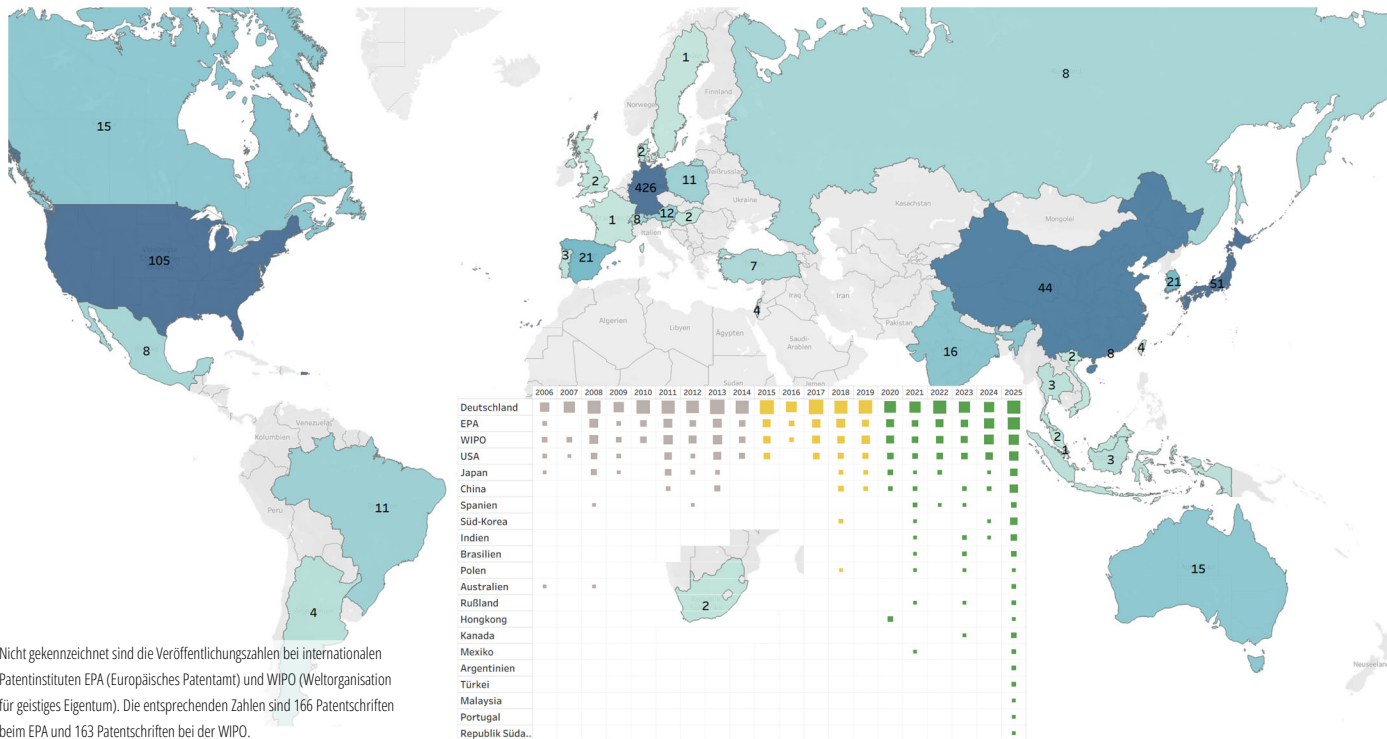 1
8
Finnland
Norwegen
15
2
2
426
11
Weißrussland
Ukraine
Kasachstan
Mongolei
1
8
12
2
Italien
3
21
105
7
44
21
51
4
Irak
Iran
Pakistan
Algerien
Libyen
Ägypten
Saudi-
Arabien
8
16
2
8
4
3
Sudan
Jemen
Venezuela
Kolumbien
Peru
2
1
3
11
4
15
2
Neuseeland
2006 2007 2008 2009 2010 2011 2012 2013 2014 2015 2016 2017 2018 2019 2020 2021 2022 2023 2024 2025
Deutschland
EPA
WIPO
USA
Japan
China
Spanien
Süd-Korea
Indien
Brasilien
Polen
Australien
Rußland
Hongkong
Kanada
Mexiko
Argentinien
Türkei
Malaysia
Portugal
Republik Süda..
Nicht gekennzeichnet sind die Veröffentlichungszahlen bei internationalen
Patentinstituten EPA (Europäisches Patentamt) und WIPO (Weltorganisation
für geistiges Eigentum). Die entsprechenden Zahlen sind 166 Patentschriften
beim EPA und 163 Patentschriften bei der WIPO.